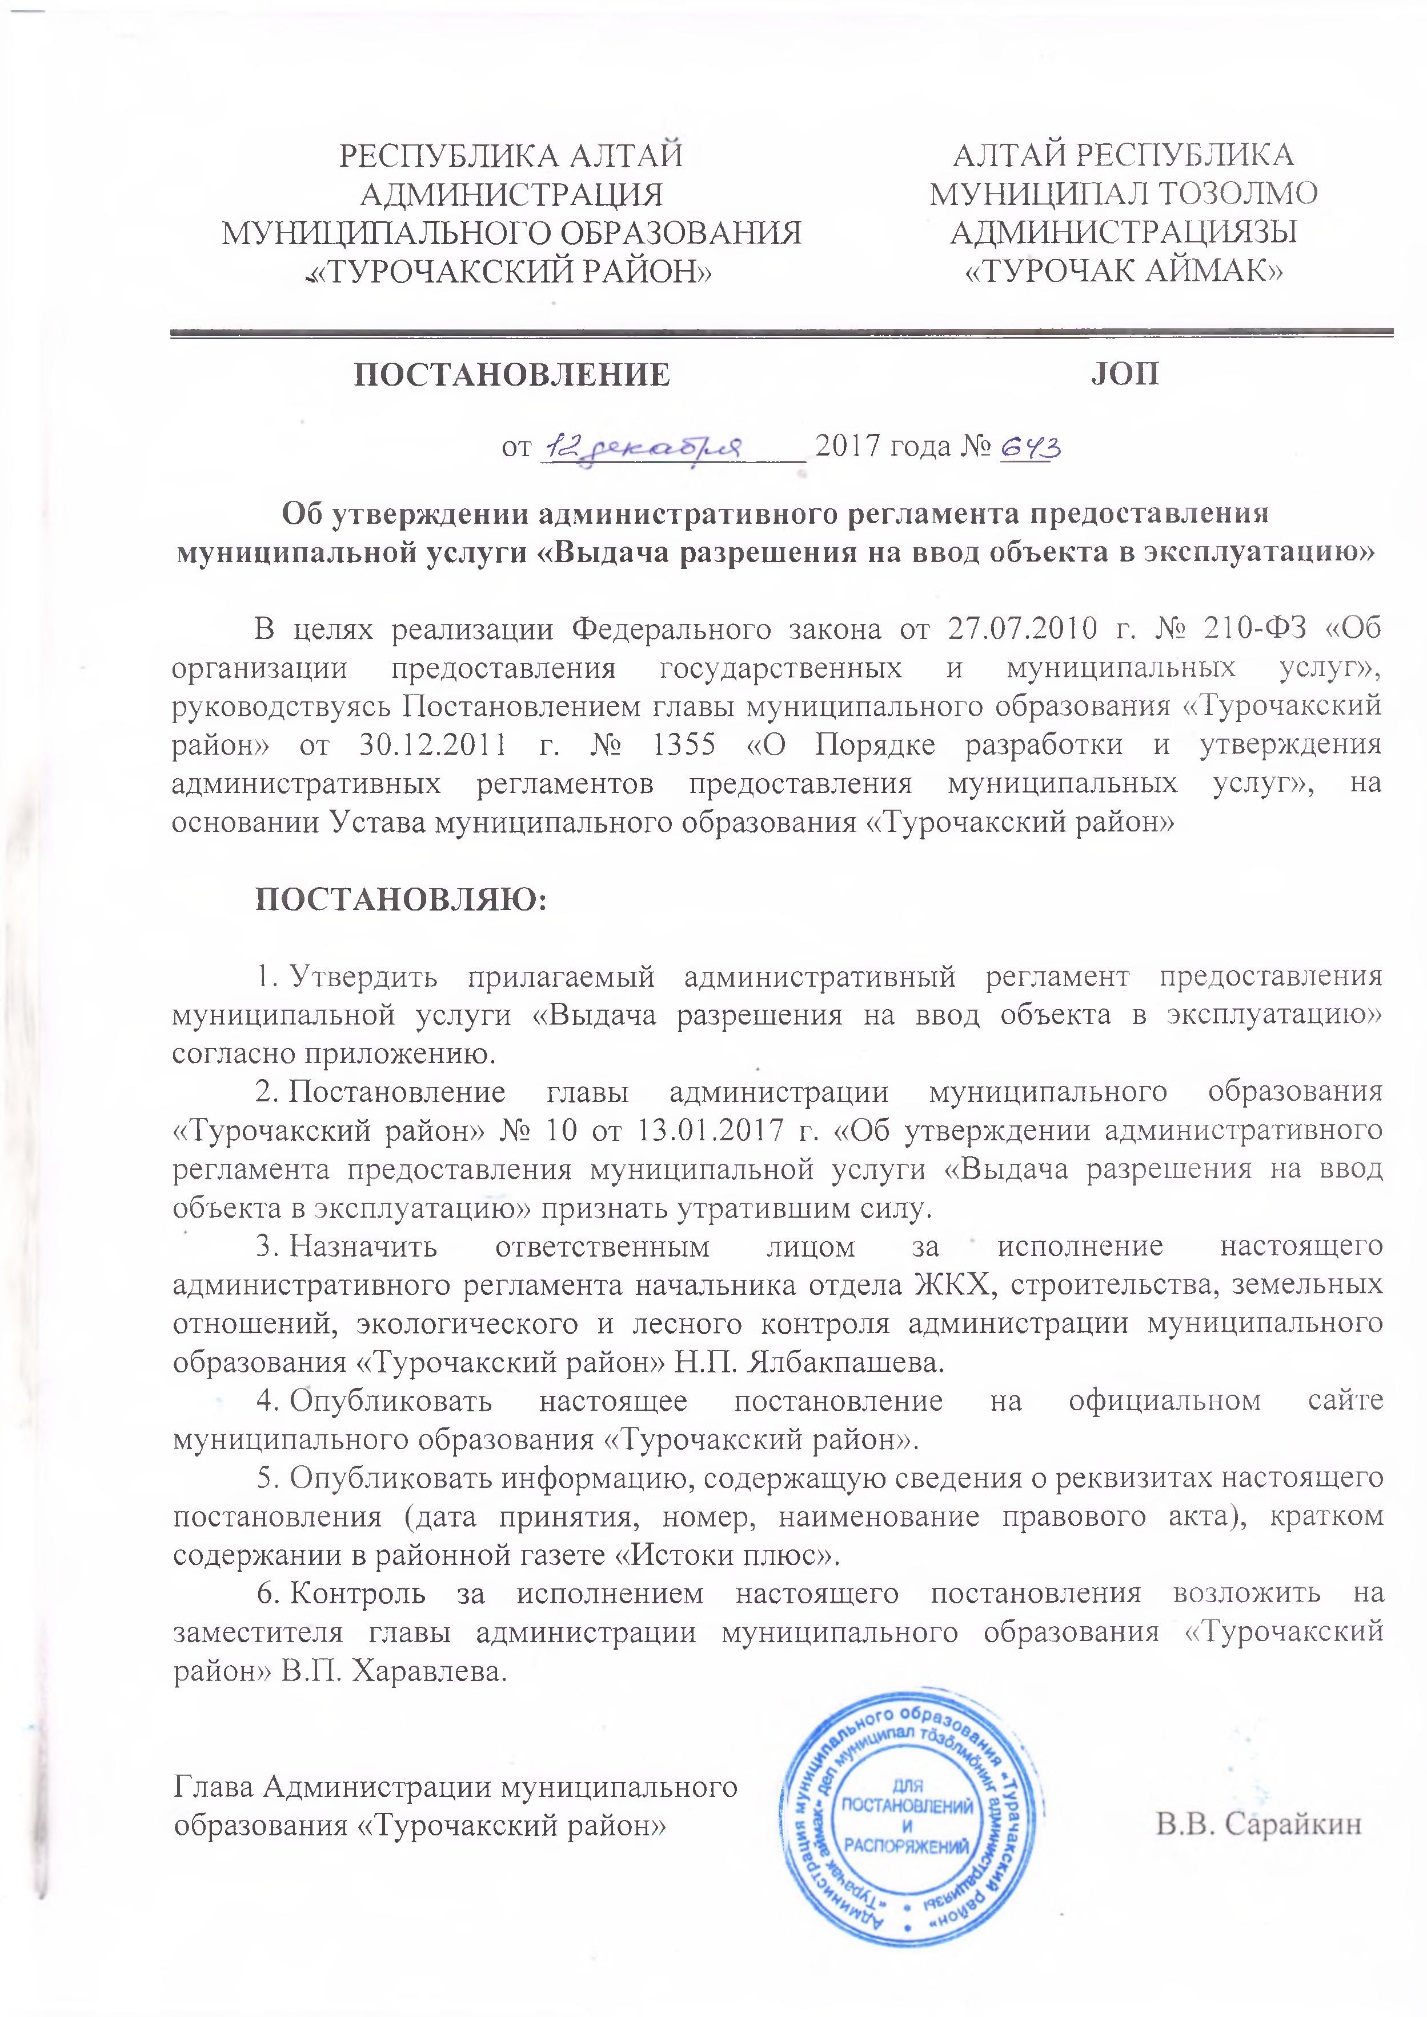 РЕСПУБЛИКА АЛТАЙ
АДМИНИСТРАЦИЯ
МУНИЦИПАЛЬНОГО ОБРАЗОВАНИЯ
«ТУРОЧАКСКИЙ РАЙОН»
АЛТАЙ РЕСПУБЛИКА
МУНИЦИПАЛ ТОЗОЛМО
АДМИНИСТРАЦИЯЗЫ
«ТУРОЧАК АЙМАК»
ПОСТАНОВЛЕНИЕ JОП
от 12 декабря 2017 года № 643
Об утверждении административного регламента предоставления
муниципальной услуги «Выдача разрешения на ввод объекта в эксплуатацию»
В целях реализации Федерального закона от 27.07.2010 г. № 210-ФЗ «Об
организации предоставления государственных и муниципальных услуг»,
руководствуясь Постановлением главы муниципального образования «Турочакский
район» от 30.12.2011 г. № 1355 «О Порядке разработки и утверждения
административных регламентов предоставления муниципальных услуг», на
основании Устава муниципального образования «Турочакский район»
ПОСТАНОВЛЯЮ:
1. Утвердить прилагаемый административный регламент предоставления
муниципальной услуги «Выдача разрешения на ввод объекта в эксплуатацию»
согласно приложению.
2. Постановление главы администрации муниципального образования
«Турочакский район» № 10 от 13.01.2017 г. «Об утверждении административного
регламента предоставления муниципальной услуги «Выдача разрешения на ввод
объекта в эксплуатацию» признать утратившим силу.
3. Назначить ответственным лицом за исполнение настоящего
административного регламента начальника отдела ЖКХ, строительства, земельных
отношений, экологического и лесного контроля администрации муниципального
образования «Турочакский район» Н.П. Ялбакпашева.
4. Опубликовать настоящее постановление на официальном сайте
муниципального образования «Турочакский район».
5. Опубликовать информацию, содержащую сведения о реквизитах настоящего
постановления (дата принятия, номер, наименование правового акта), кратком
содержании в районной газете «Истоки плюс».
6. Контроль за исполнением настоящего постановления возложить на
заместителя главы администрации муниципального образования «Турочакский
район» В.П. Харавлева.
Глава Администрации муниципального
образования «Турочакский район» В.В. Сарайкин
Администрация муниципального образования «Турачакский район»
«Турачак аймак» деп муниципал тӧзӧлмӧнинг администрациязы
ДЛЯ
ПОСТАНОВЛЕНИЙ
И
РАСПОРЯЖЕНИЙ